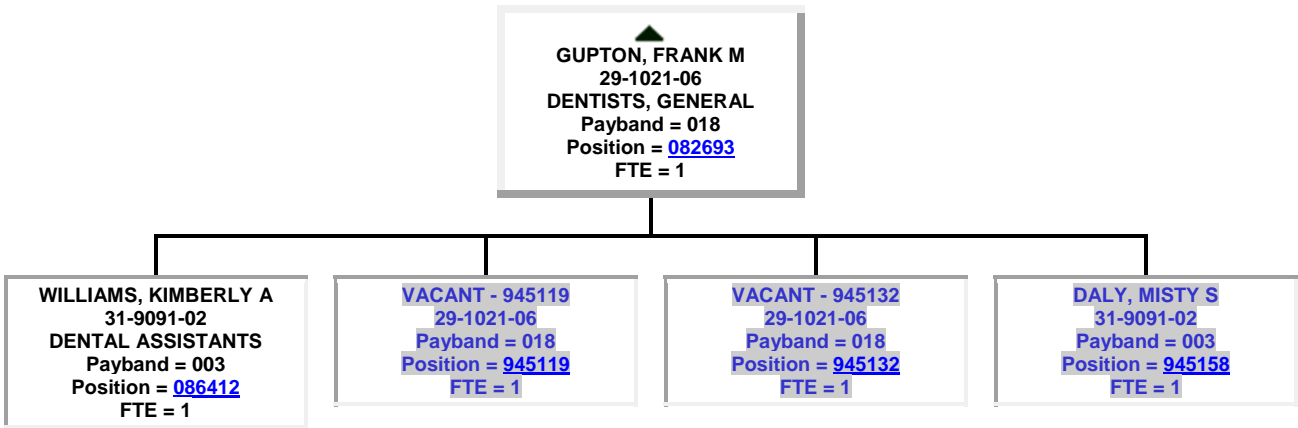 GUPTON, FRANK M
29-1021-06
DENTISTS, GENERAL
Payband = 018
Position = 082693
FTE = 1
WILLIAMS, KIMBERLY A
31-9091-02
DENTAL ASSISTANTS
Payband = 003
Position = 086412
FTE = 1
VACANT - 945119
29-1021-06
Payband = 018
Position = 945119
FTE = 1
VACANT - 945132
29-1021-06
Payband = 018
Position = 945132
FTE = 1
DALY, MISTY S
31-9091-02
Payband = 003
Position = 945158
FTE = 1